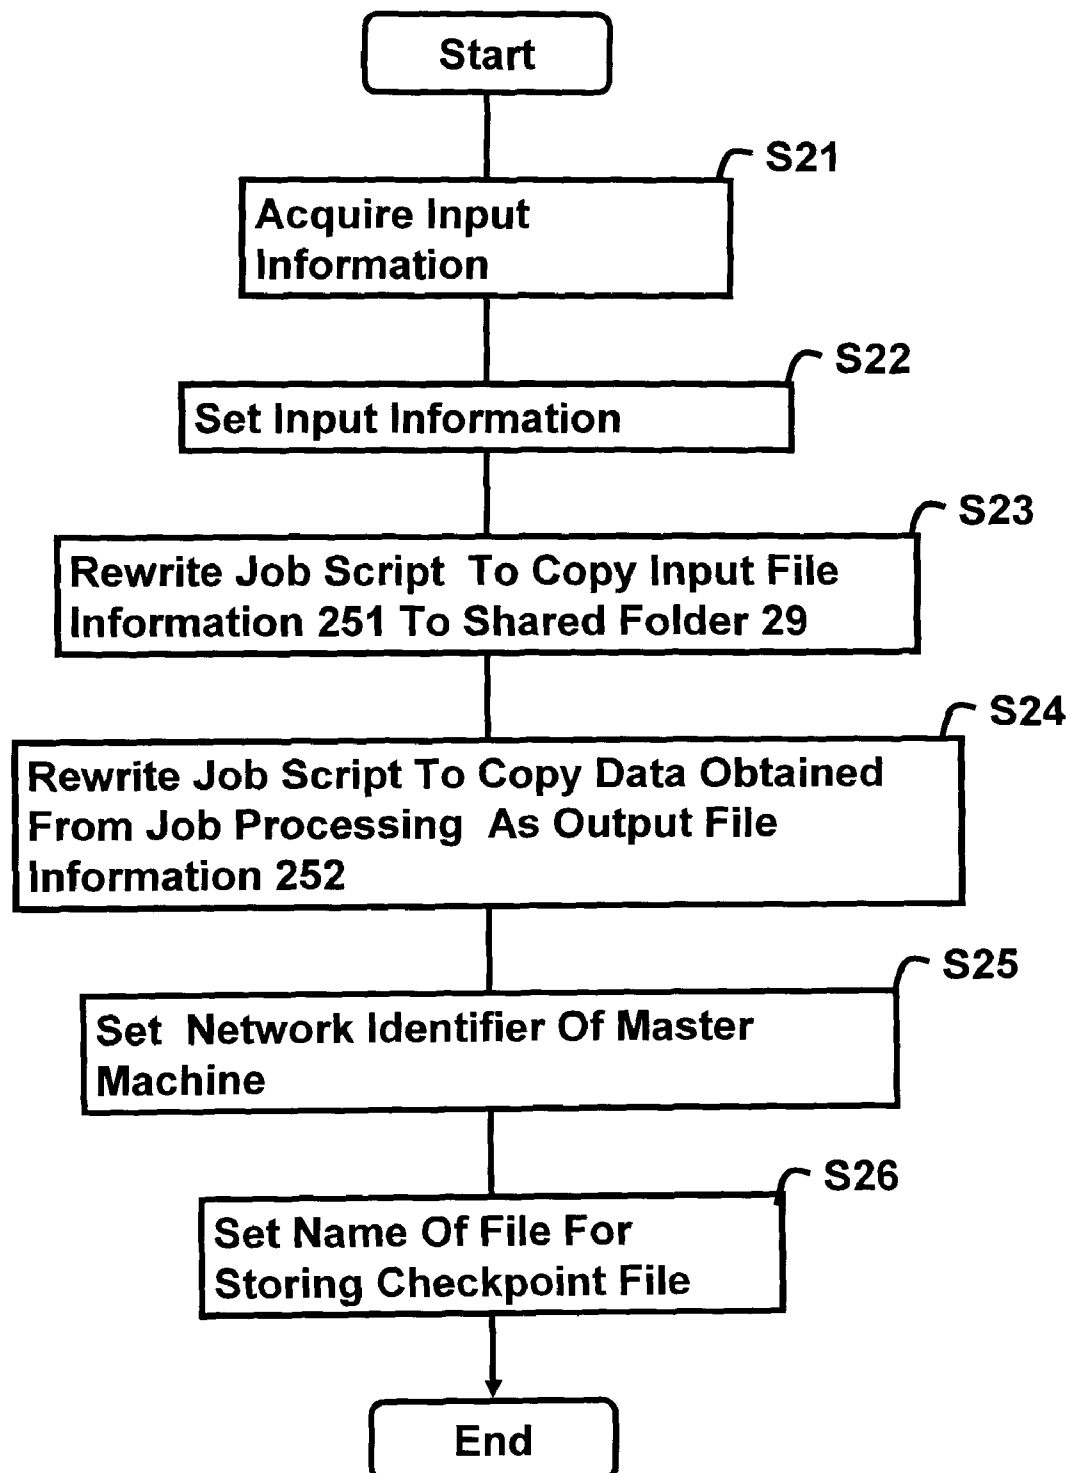 Start
S21
Acquire Input
Information
S22
Set Input Information
S23
Rewrite Job Script To Copy Input File
Information 251 To Shared Folder 29
S24
Rewrite Job Script To Copy Data Obtained
From Job Processing As Output File
Information 252
S25
Set Network Identifier Of Master
Machine
S26
Set Name Of File For
Storing Checkpoint File
End